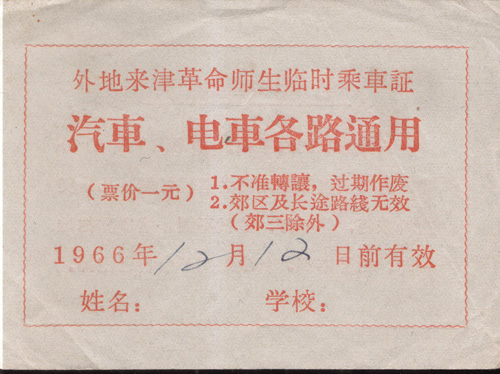 外地来津革命师生临时乘車証
汽車、电車各路通用
(票价一元)
1.不准轉讓,过期作废
2.郊区及长途路綫无效
(郊三除外)
1966年12月12日前有效
姓名: 学校: